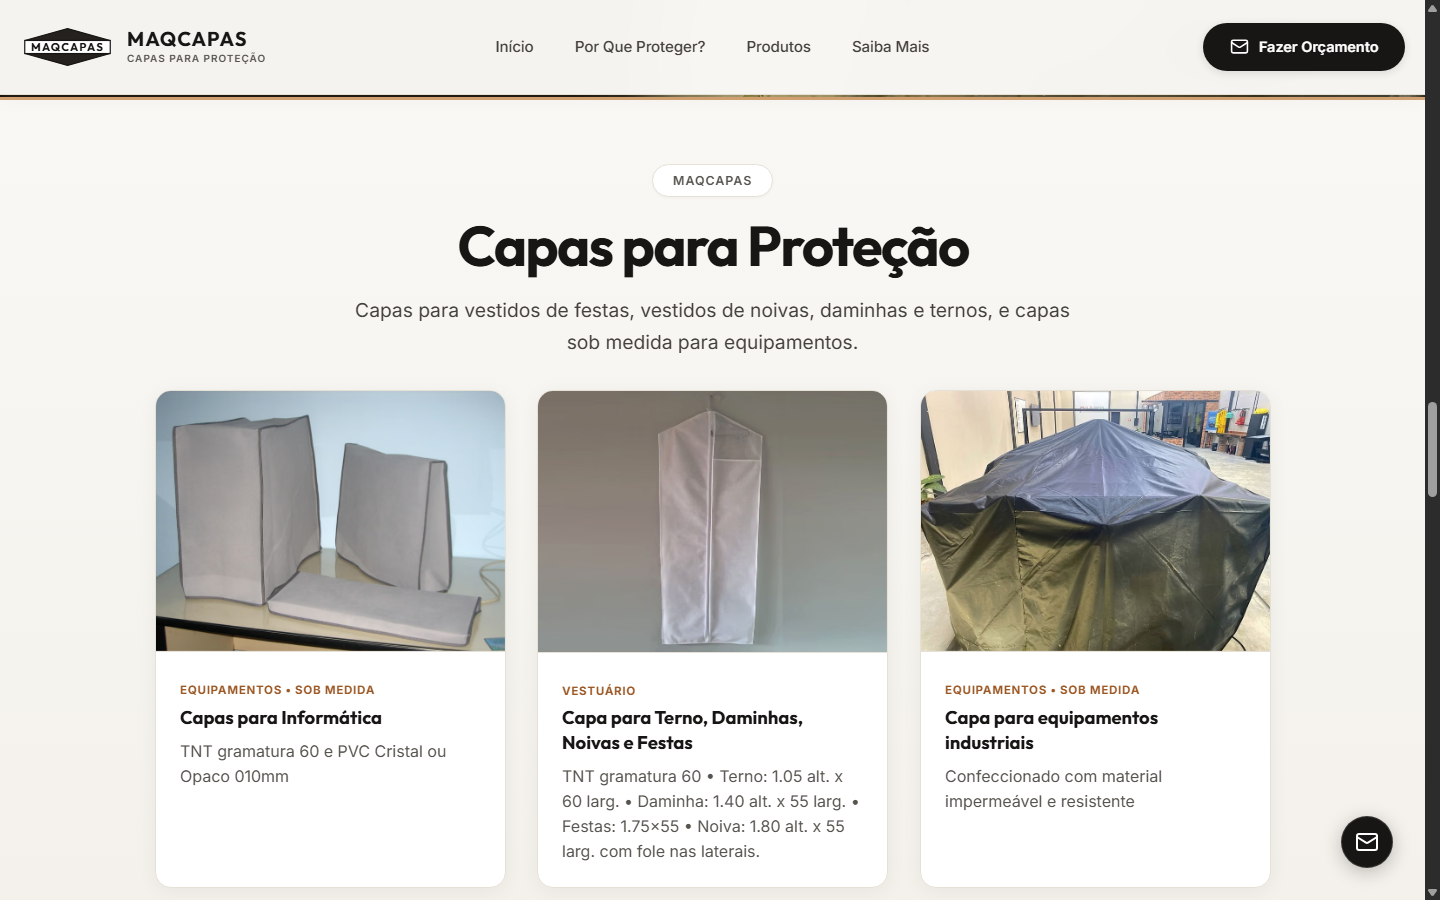 MAQCAPAS
MAQCAPAS
CAPAS PARA PROTEÇÃO
Início
Por Que Proteger?
Produtos
Saiba Mais
Fazer Orçamento
MAQCAPAS
Capas para Proteção
Capas para vestidos de festas, vestidos de noivas, daminhas e ternos, e capas
sob medida para equipamentos.
EQUIPAMENTOS • SOB MEDIDA
Capas para Informática
TNT gramatura 60 e PVC Cristal ou
Opaco 010mm
VESTUÁRIO
Capa para Terno, Daminhas,
Noivas e Festas
TNT gramatura 60 • Terno: 1.05 alt. x
60 larg. • Daminha: 1.40 alt. x 55 larg. •
Festas: 1.75×55 • Noiva: 1.80 alt. x 55
larg. com fole nas laterais.
EQUIPAMENTOS • SOB MEDIDA
Capa para equipamentos
industriais
Confeccionado com material
impermeável e resistente